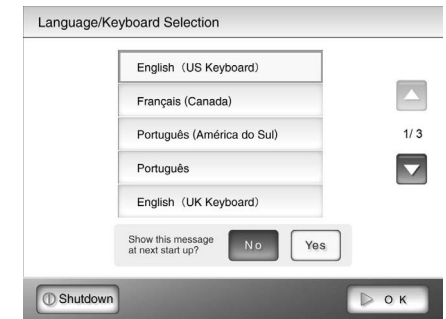 Language/Keyboard Selection
English (US Keyboard)
Français (Canada)
Português (América do Sul)
1/ 3
Português
English (UK Keyboard)
Show this message
at next start up?
No
Yes
Shutdown
OK